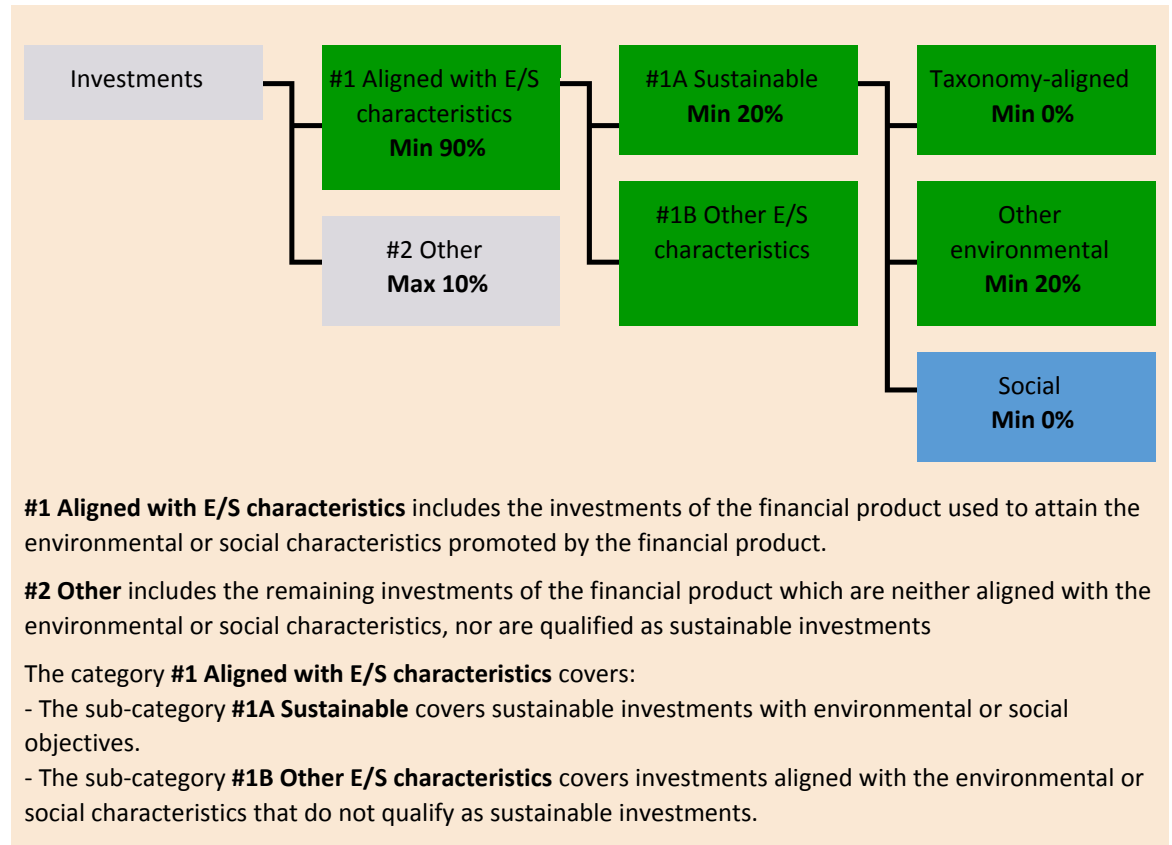 Investments
#1 Aligned with E/S
characteristics
Min 90%
#2 Other
Max 10%
#1A Sustainable
Min 20%
#1B Other E/S
characteristics
Taxonomy-aligned
Min 0%
Other
environmental
Min 20%
Social
Min 0%
#1 Aligned with E/S characteristics includes the investments of the financial product used to attain the
environmental or social characteristics promoted by the financial product.
#2 Other includes the remaining investments of the financial product which are neither aligned with the
environmental or social characteristics, nor are qualified as sustainable investments
The category #1 Aligned with E/S characteristics covers:
- The sub-category #1A Sustainable covers sustainable investments with environmental or social
objectives.
- The sub-category #1B Other E/S characteristics covers investments aligned with the environmental or
social characteristics that do not qualify as sustainable investments.